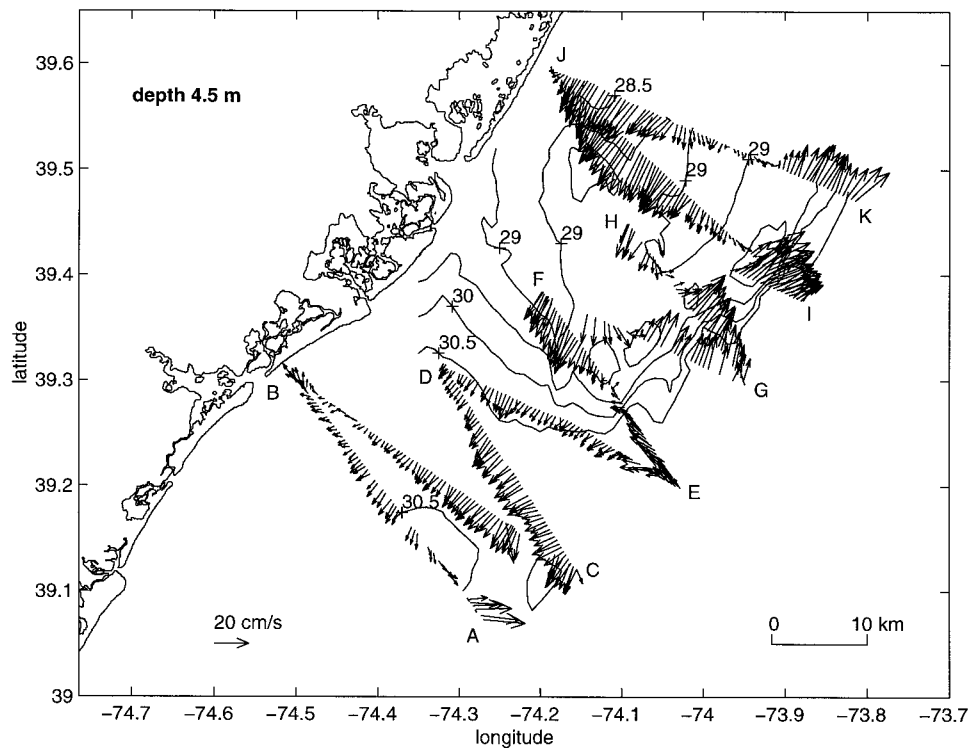 39.6
39.5
39.4
39.3
39.2
39.1
39
latitude
depth 4.5 m
J
28.5
29
29
K
H
29
29
F
30
I
30.5
D
G
B
E
30.5
C
A
20 cm/s
0 10 km
−74.7 −74.6 −74.5 −74.4 −74.3 −74.2 −74.1 −74 −73.9 −73.8 −73.7
longitude